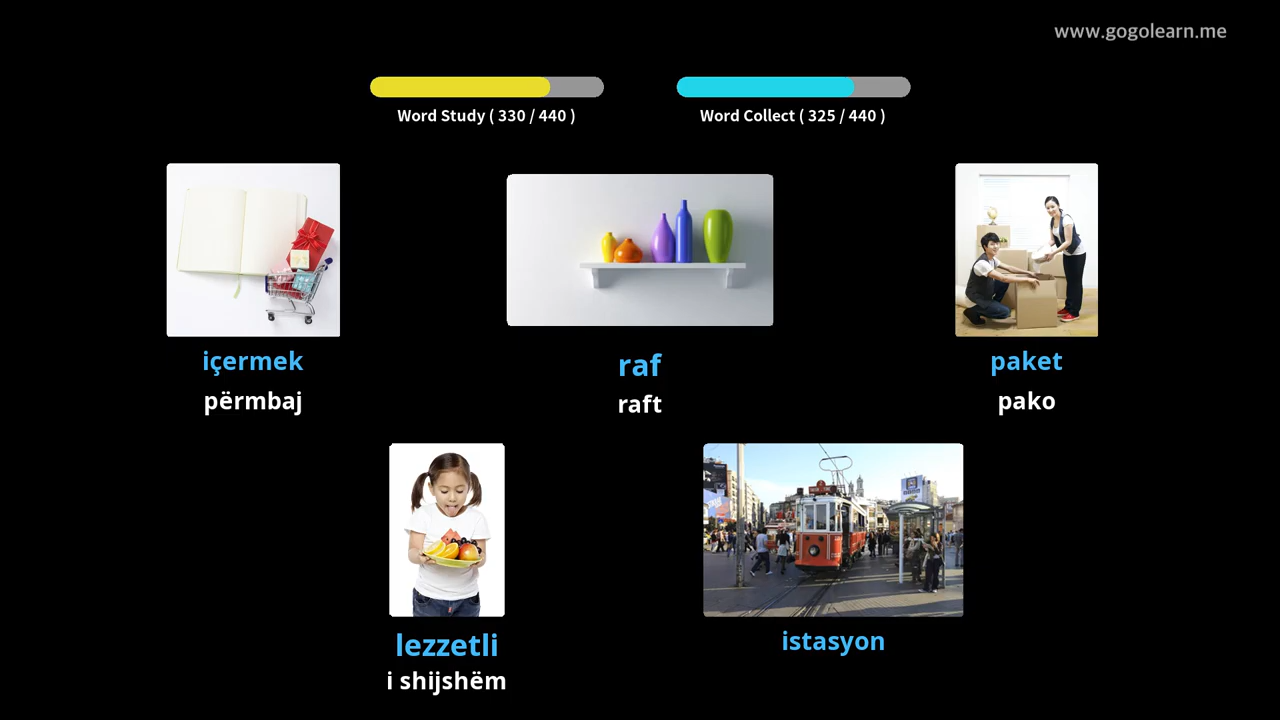 www.gogolearn.me
Word Study ( 330 / 440 )
Word Collect ( 325 / 440 )
içermek
përmbaj
raf
raft
paket
pako
lezzetli
i shijshëm
istasyon